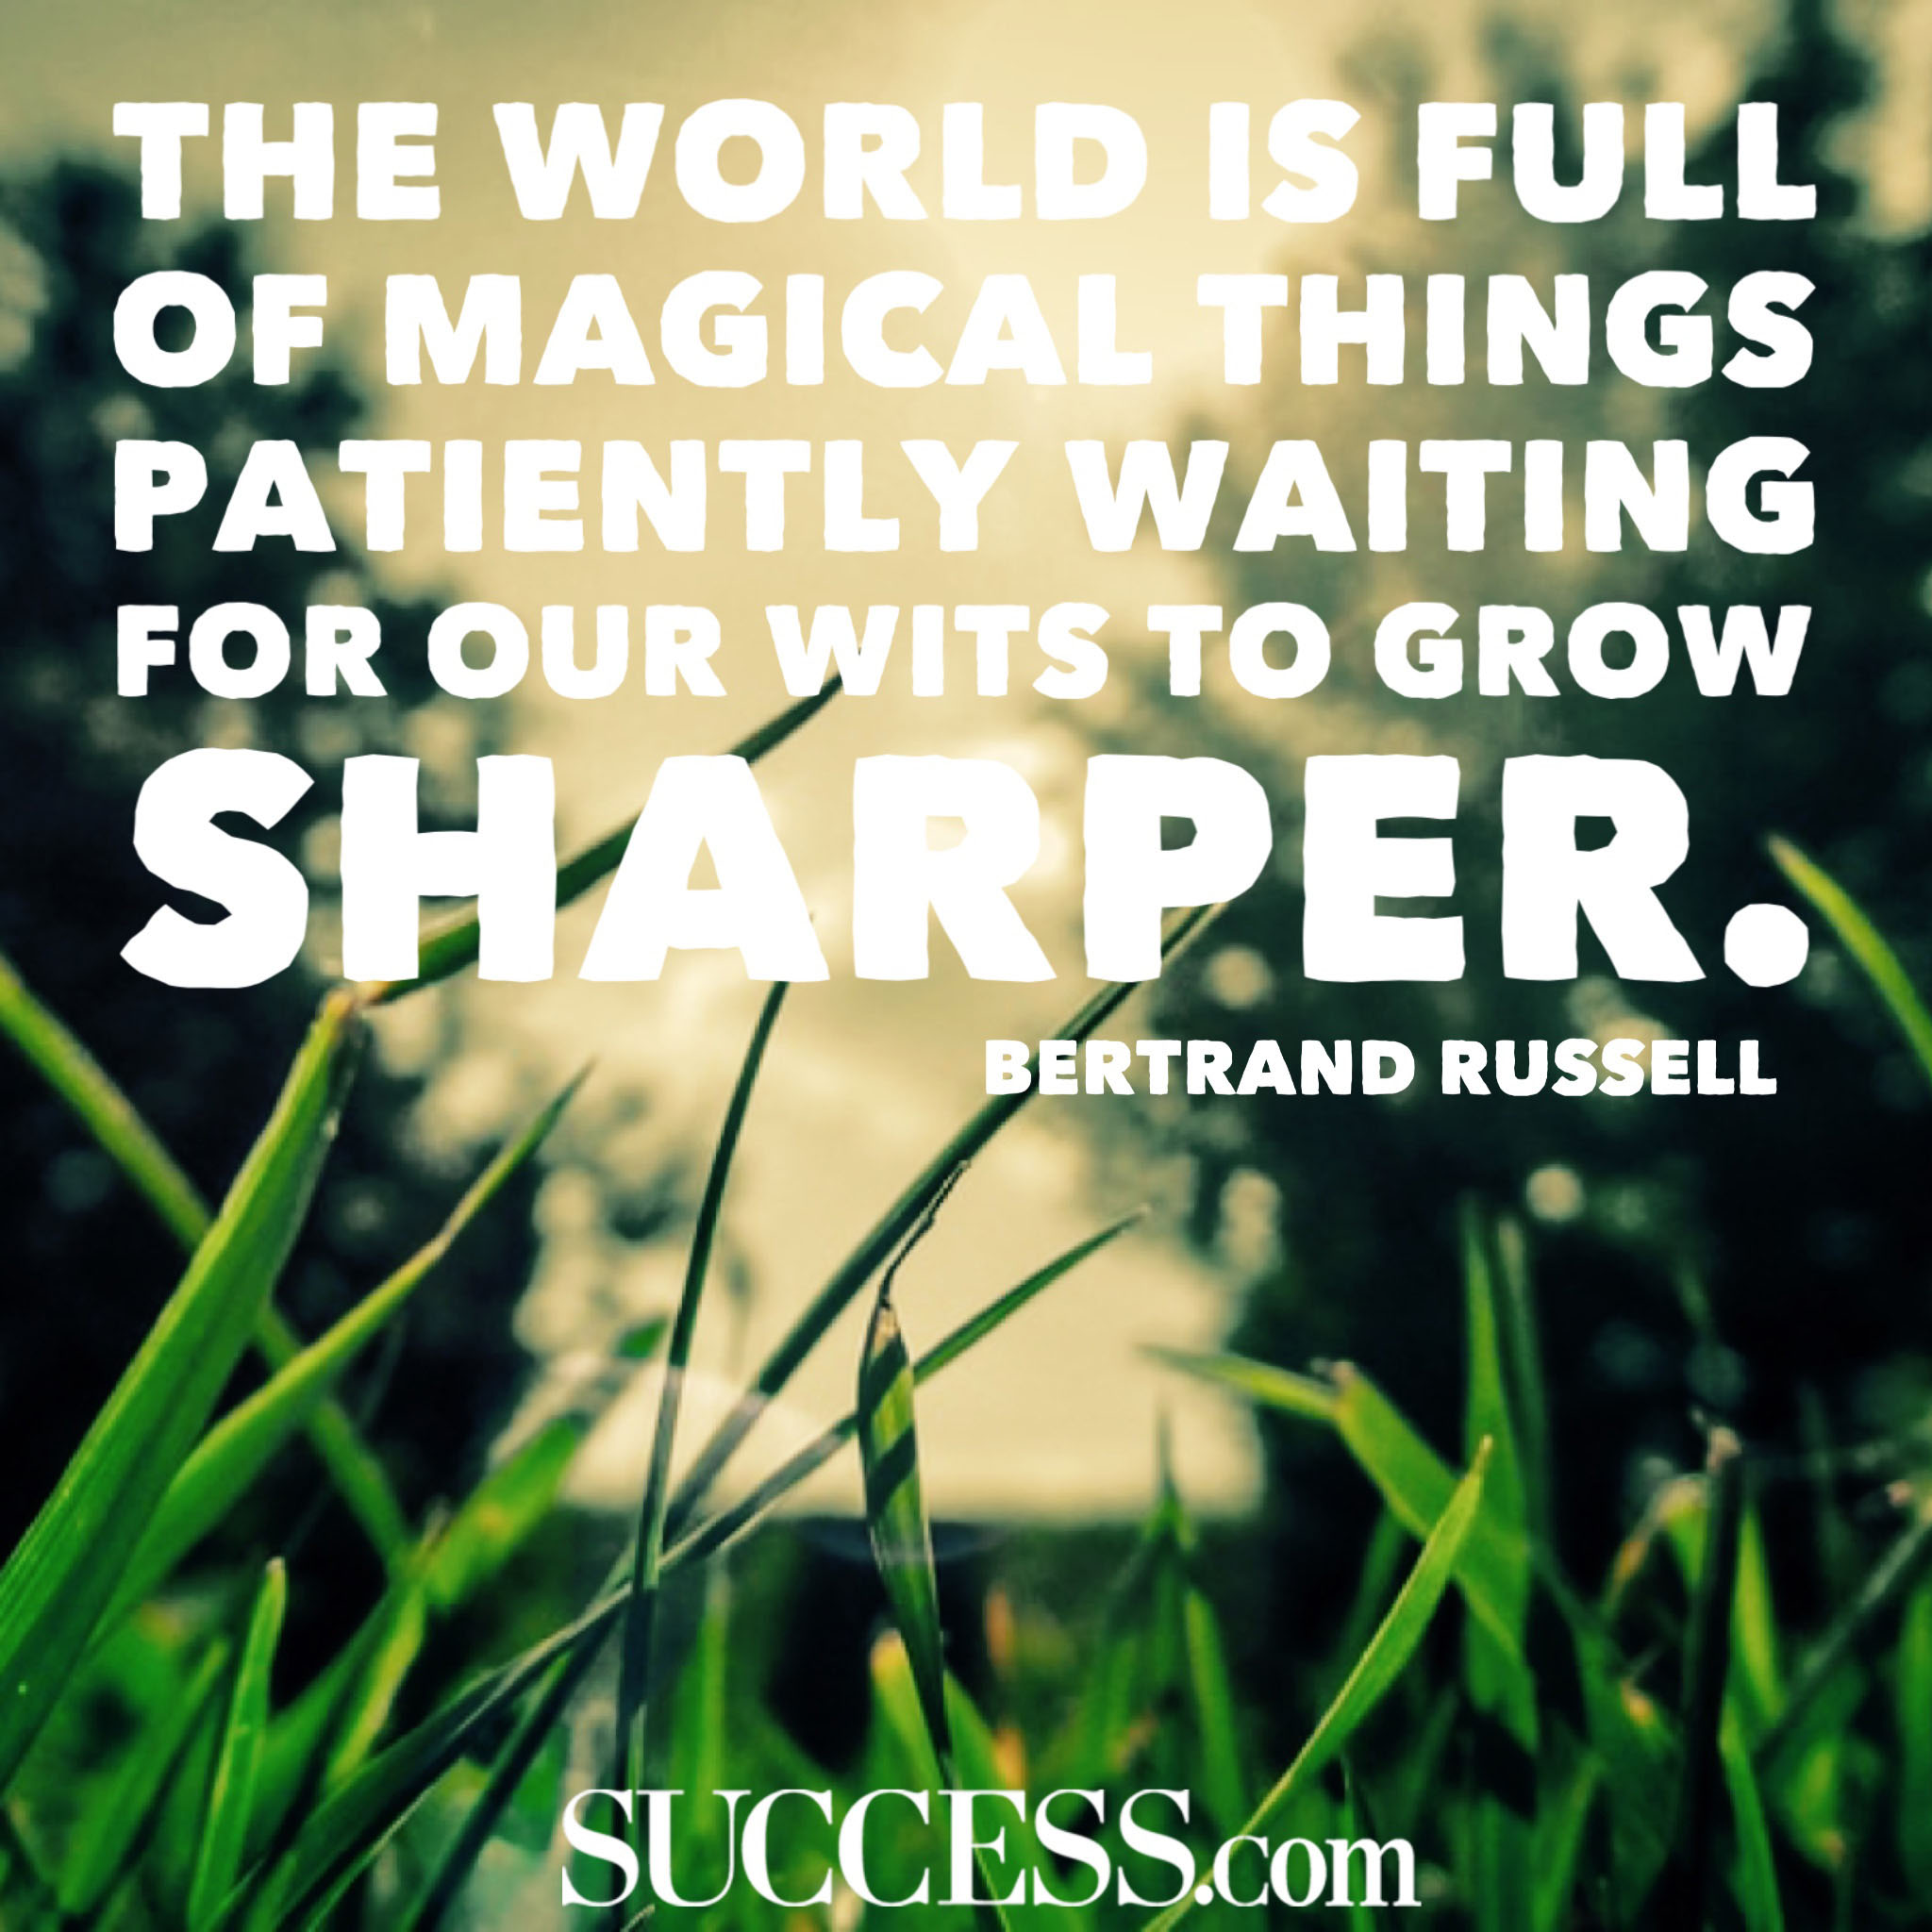 THE WORLD IS FULL
OF MAGICAL THINGS
PATIENTLY WAITING
FOR OUR WITS TO GROW
SHARPER.
BERTRAND RUSSELL
SUCCESS.com